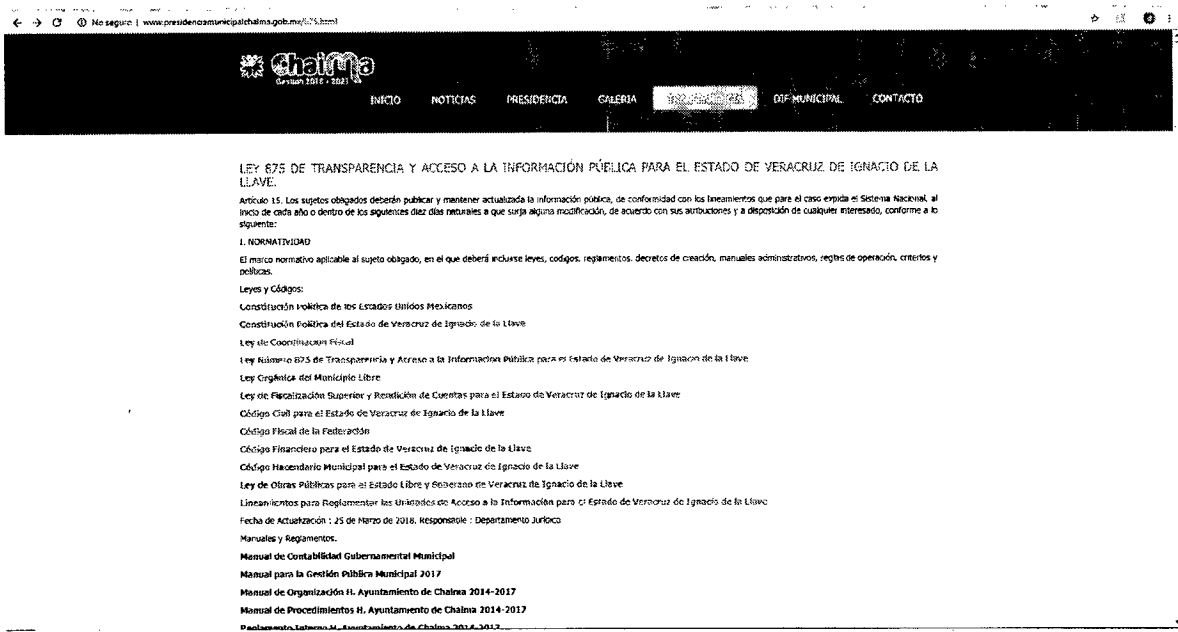 No seguro | www.presidenciamunicipalchalma.gob.mx/875.html
Chalma
Gestión 2018 - 2021
INICIO NOTICIAS PRESIDENCIA GALERIA DIF MUNICIPAL CONTACTO
LEY 875 DE TRANSPARENCIA Y ACCESO A LA INFORMACIÓN PÚBLICA PARA EL ESTADO DE VERACRUZ DE IGNACIO DE LA
LLAVE.
Artículo 15. Los sujetos obligados deberán publicar y mantener actualizada la información pública, de conformidad con los lineamientos que para el caso expida el Sistema Nacional, al
inicio de cada año o dentro de los siguientes diez días naturales a que surja alguna modificación, de acuerdo con sus atribuciones y a disposición de cualquier interesado, conforme a lo
siguiente:
I. NORMATIVIDAD
El marco normativo aplicable al sujeto obligado, en el que deberá incluirse leyes, codigos, reglamentos, decretos de creación, manuales administrativos, reglas de operación, criterios y
políticas.
Leyes y Códigos:
Constitución Política de los Estados Unidos Mexicanos
Constitución Política del Estado de Veracruz de Ignacio de la Llave
Ley de Coordinación Fiscal
Ley Número 875 de Transparencia y Acceso a la Información Pública para el Estado de Veracruz de Ignacio de la Llave
Ley Orgánica del Municipio Libre
Ley de Fiscalización Superior y Rendición de Cuentas para el Estado de Veracruz de Ignacio de la Llave
Código Civil para el Estado de Veracruz de Ignacio de la Llave
Código Fiscal de la Federación
Código Financiero para el Estado de Veracruz de Ignacio de la Llave
Código Hacendario Municipal para el Estado de Veracruz de Ignacio de la Llave
Ley de Obras Públicas para el Estado Libre y Soberano de Veracruz de Ignacio de la Llave
Lineamientos para Reglamentar las Unidades de Acceso a la Información para el Estado de Veracruz de Ignacio de la Llave
Fecha de Actualización : 25 de Marzo de 2018. Responsable : Departamento Jurídico
Manuales y Reglamentos.
Manual de Contabilidad Gubernamental Municipal
Manual para la Gestión Pública Municipal 2017
Manual de Organización H. Ayuntamiento de Chalma 2014-2017
Manual de Procedimientos H. Ayuntamiento de Chalma 2014-2017
Reglamento Interno H. Ayuntamiento de Chalma 2014-2017